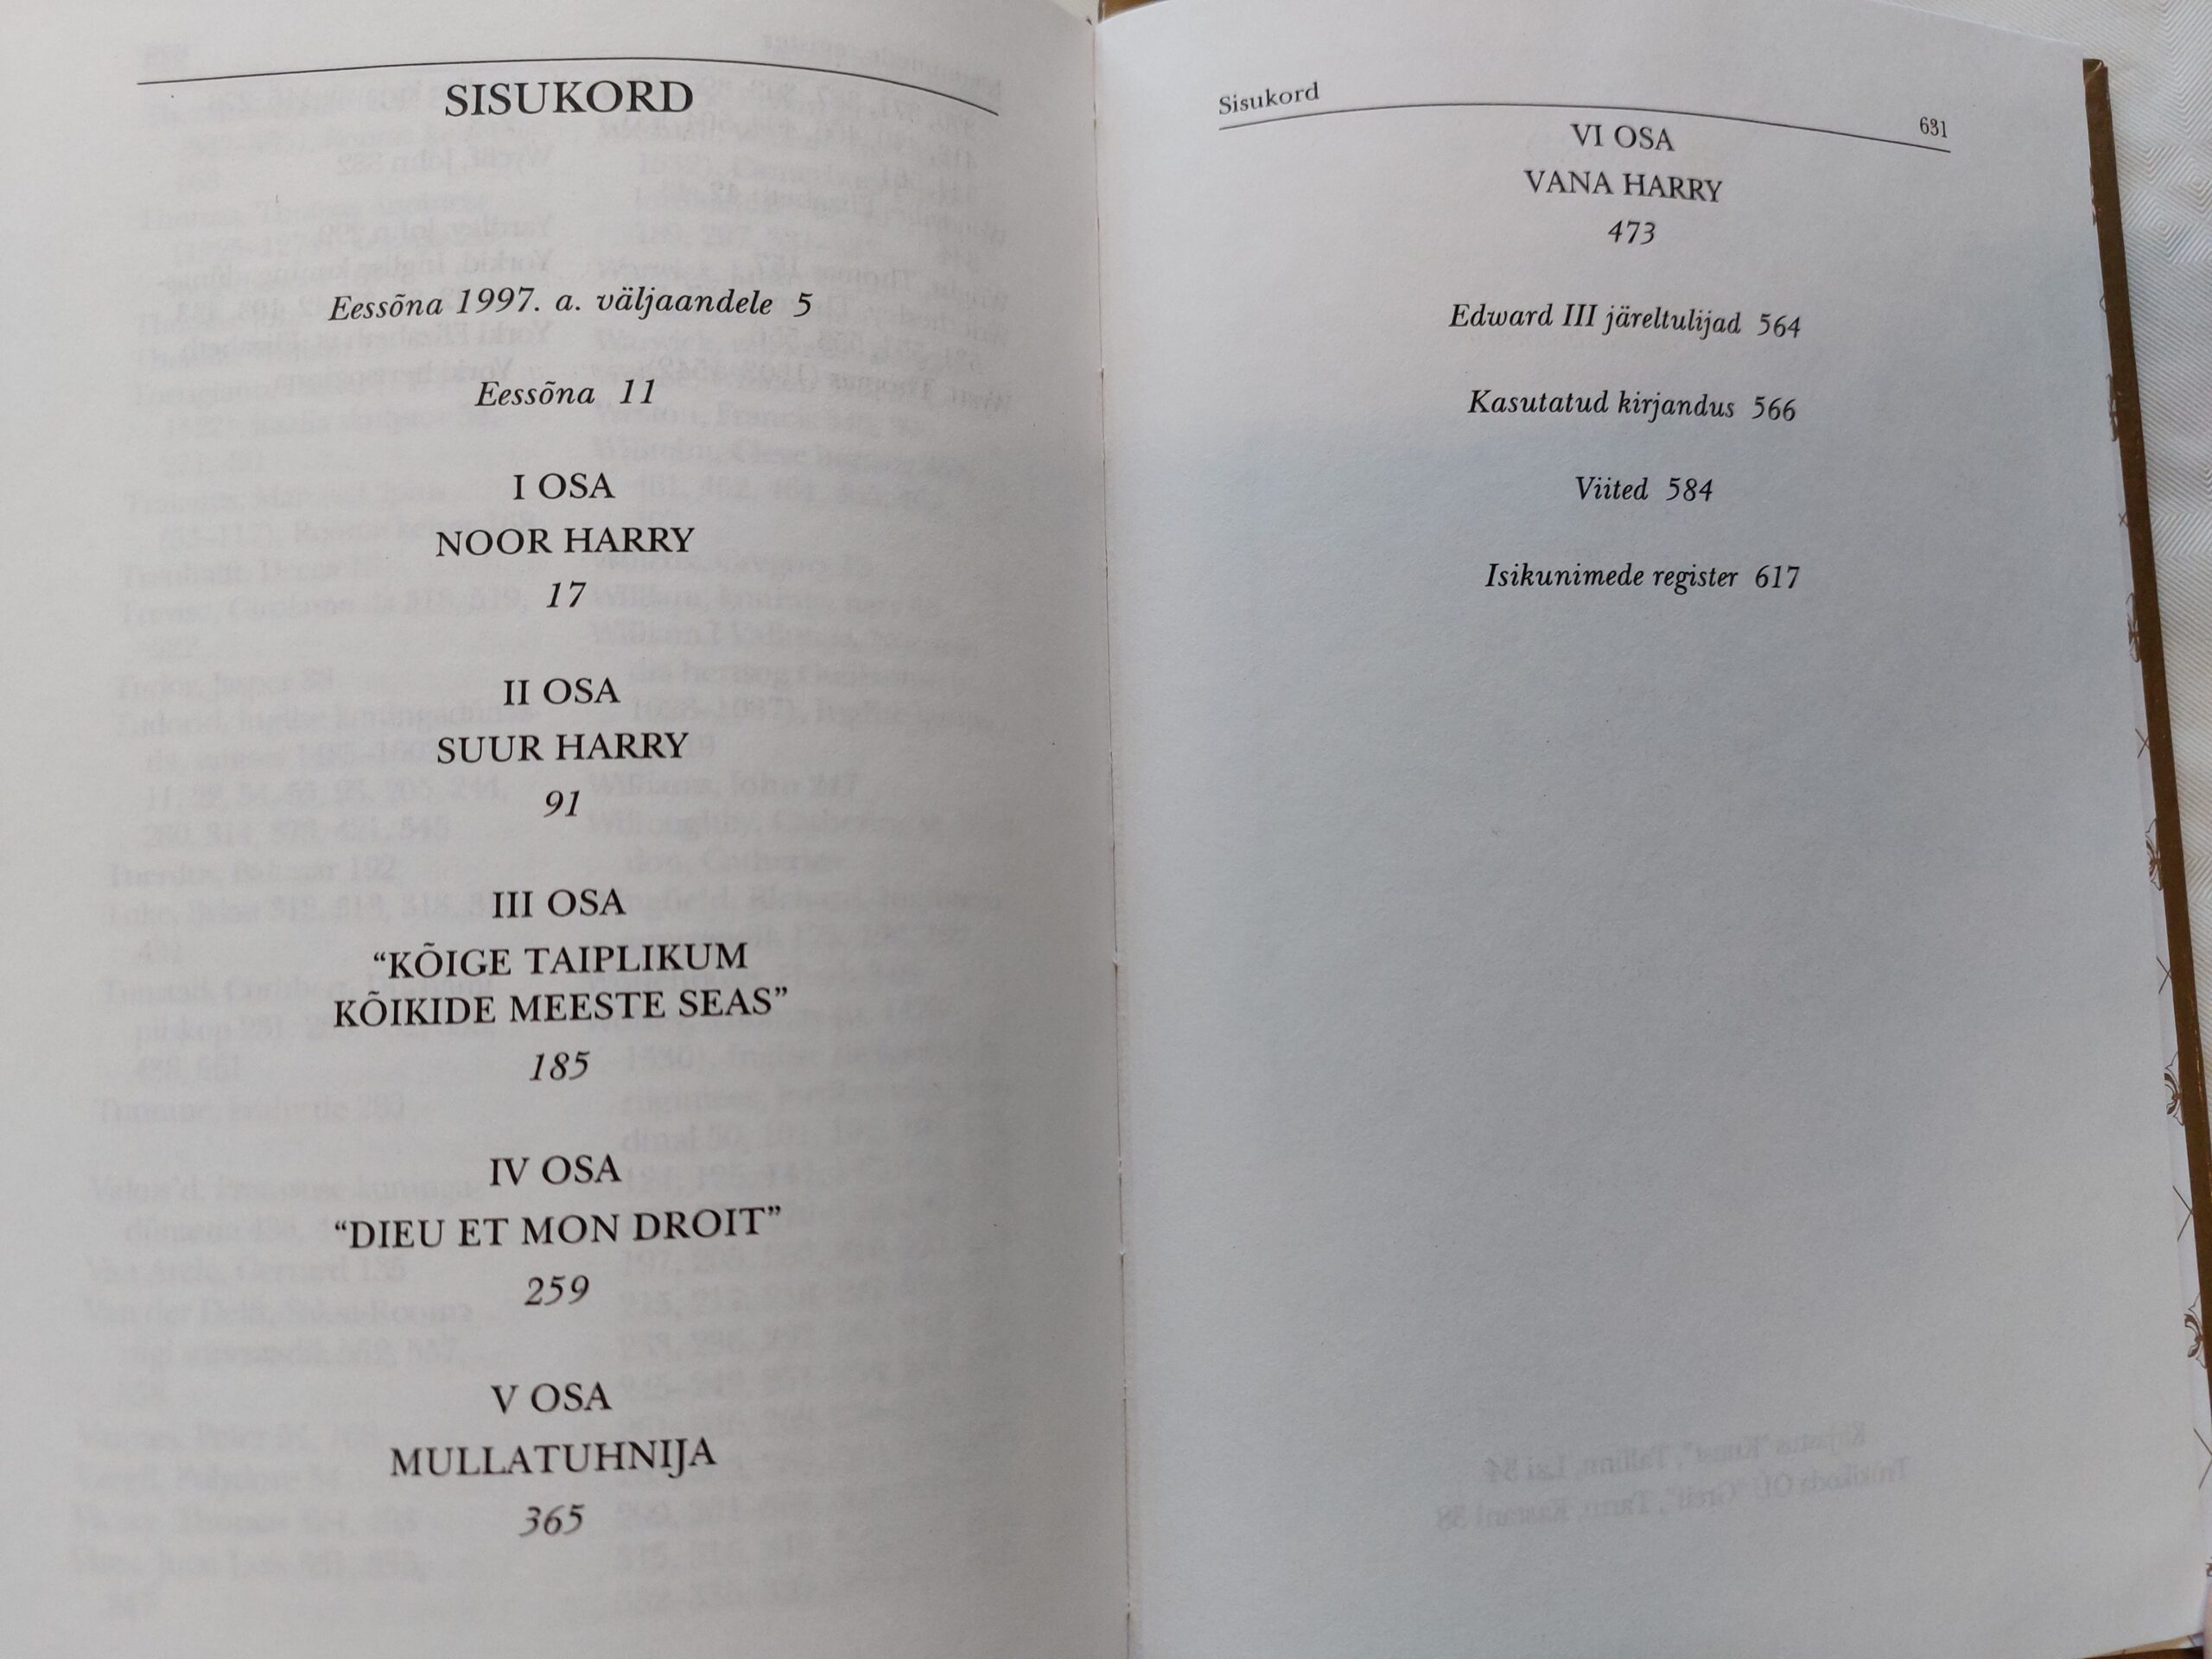 SISUKORD
Eessõna 1997. a. väljaandele 5
Eessõna 11
I OSA
NOOR HARRY
17
II OSA
SUUR HARRY
91
III OSA
“KÕIGE TAIPLIKUM
KÕIKIDE MEESTE SEAS”
185
IV OSA
“DIEU ET MON DROIT”
259
V OSA
MULLATUHNIJA
365
Sisukord 631
VI OSA
VANA HARRY
473
Edward III järeltulijad 564
Kasutatud kirjandus 566
Viited 584
Isikunimede register 617